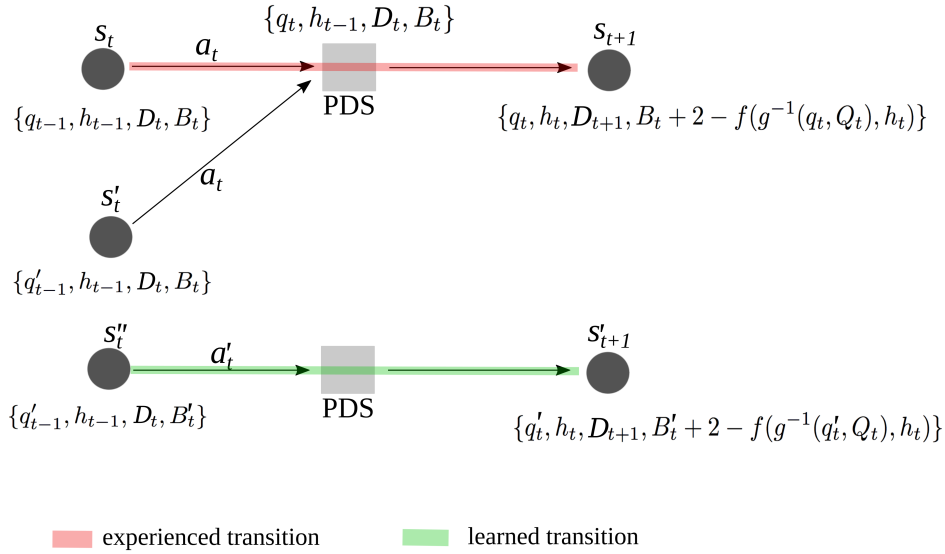 {q_t, h_{t−1}, D_t, B_t}
s_t a_t s_{t+1}
PDS
{q_{t−1}, h_{t−1}, D_t, B_t} {q_t, h_t, D_{t+1}, B_t + 2 − f(g^{−1}(q_t, Q_t), h_t)}
a_t
s'_t
{q'_{t−1}, h_{t−1}, D_t, B_t}
s''_t a'_t s'_{t+1}
PDS
{q'_{t−1}, h_{t−1}, D_t, B'_t} {q'_t, h_t, D_{t+1}, B'_t + 2 − f(g^{−1}(q'_t, Q_t), h_t)}
experienced transition learned transition